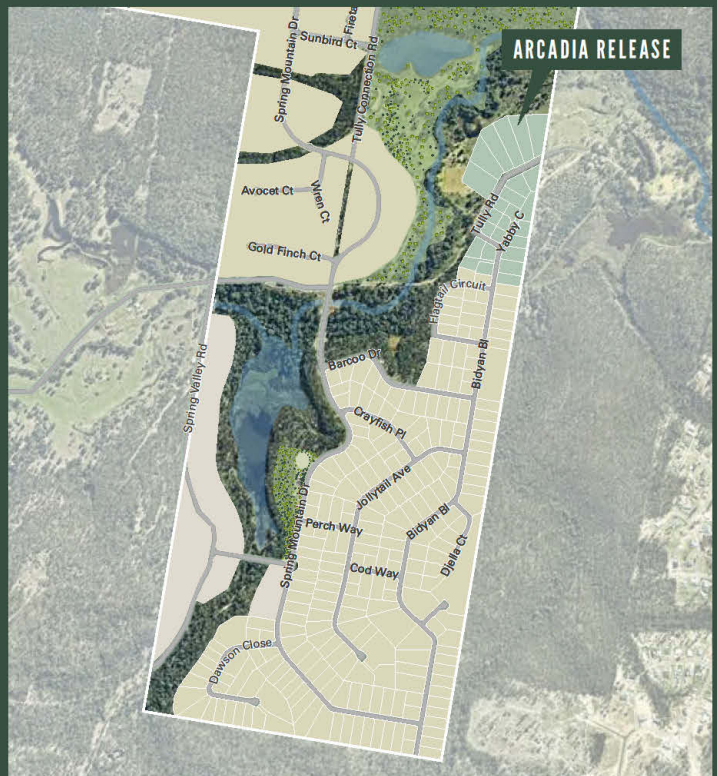 Spring Mountain Dr
Fireta
Sunbird Ct
Tully Connection Rd
ARCADIA RELEASE
Avocet Ct
Wren Ct
Gold Finch Ct
Tully Rd
Yabby C
Flagtail Circuit
Spring Valley Rd
Barcoo Dr
Bidyan Bl
Crayfish Pl
Jollytail Ave
Perch Way
Bidyan Bl
Spring Mountain Dr
Cod Way
Djella Ct
Dawson Close